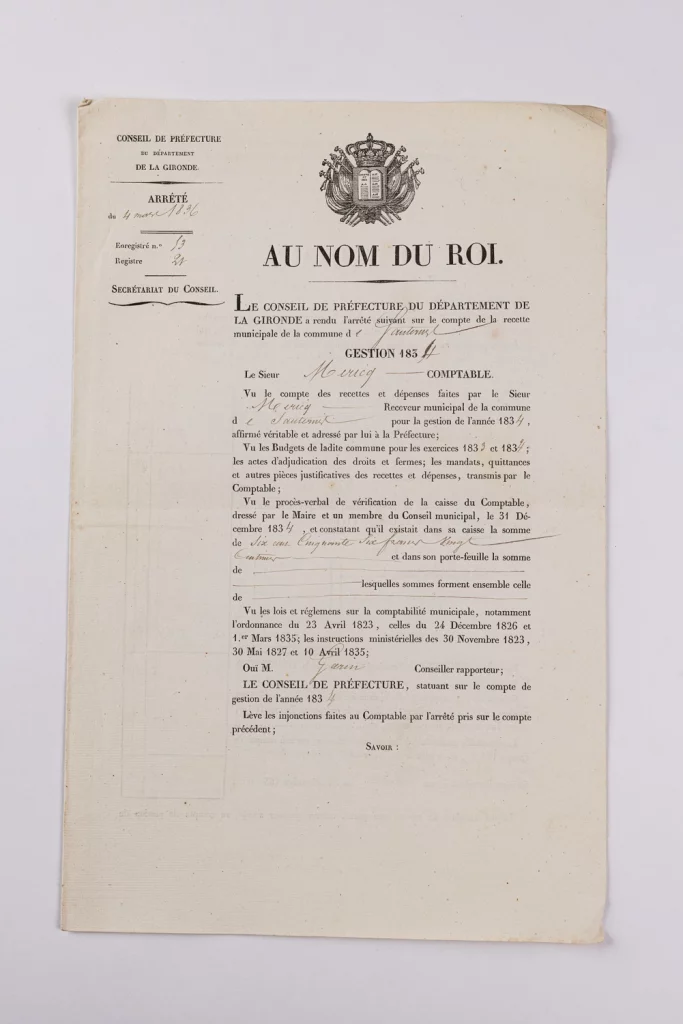 CONSEIL DE PRÉFECTURE
DU DÉPARTEMENT
DE LA GIRONDE.
ARRÊTÉ
du 4 mars 1836
Enregistré n.º 53
Registre 21
SECRÉTARIAT DU CONSEIL.
AU NOM DU ROI.
LE CONSEIL DE PRÉFECTURE DU DÉPARTEMENT DE
LA GIRONDE a rendu l'arrêté suivant sur le compte de la recette
municipale de la commune d e Sauternes
GESTION 1834
Le Sieur Mericq COMPTABLE.
Vu le compte des recettes et dépenses faites par le Sieur
Mericq Receveur municipal de la commune
d e Sauternes pour la gestion de l'année 1834,
affirmé véritable et adressé par lui à la Préfecture;
Vu les Budgets de ladite commune pour les exercices 1833 et 1834;
les actes d'adjudication des droits et fermes; les mandats, quittances
et autres pièces justificatives des recettes et dépenses, transmis par le
Comptable;
Vu le procès-verbal de vérification de la caisse du Comptable,
dressé par le Maire et un membre du Conseil municipal, le 31 Dé-
cembre 1834, et constatant qu'il existait dans sa caisse la somme
de Six cent Cinquante Six francs Vingt
Centimes et dans son porte-feuille la somme
de
lesquelles sommes forment ensemble celle
de
Vu les lois et réglemens sur la comptabilité municipale, notamment
l'ordonnance du 23 Avril 1823, celles du 24 Décembre 1826 et
1.er Mars 1835; les instructions ministérielles des 30 Novembre 1823,
30 Mai 1827 et 10 Avril 1835;
Ouï M. Conseiller rapporteur;
LE CONSEIL DE PRÉFECTURE, statuant sur le compte de
gestion de l'année 1834
Lève les injonctions faites au Comptable par l'arrêté pris sur le compte
précédent;
SAVOIR :